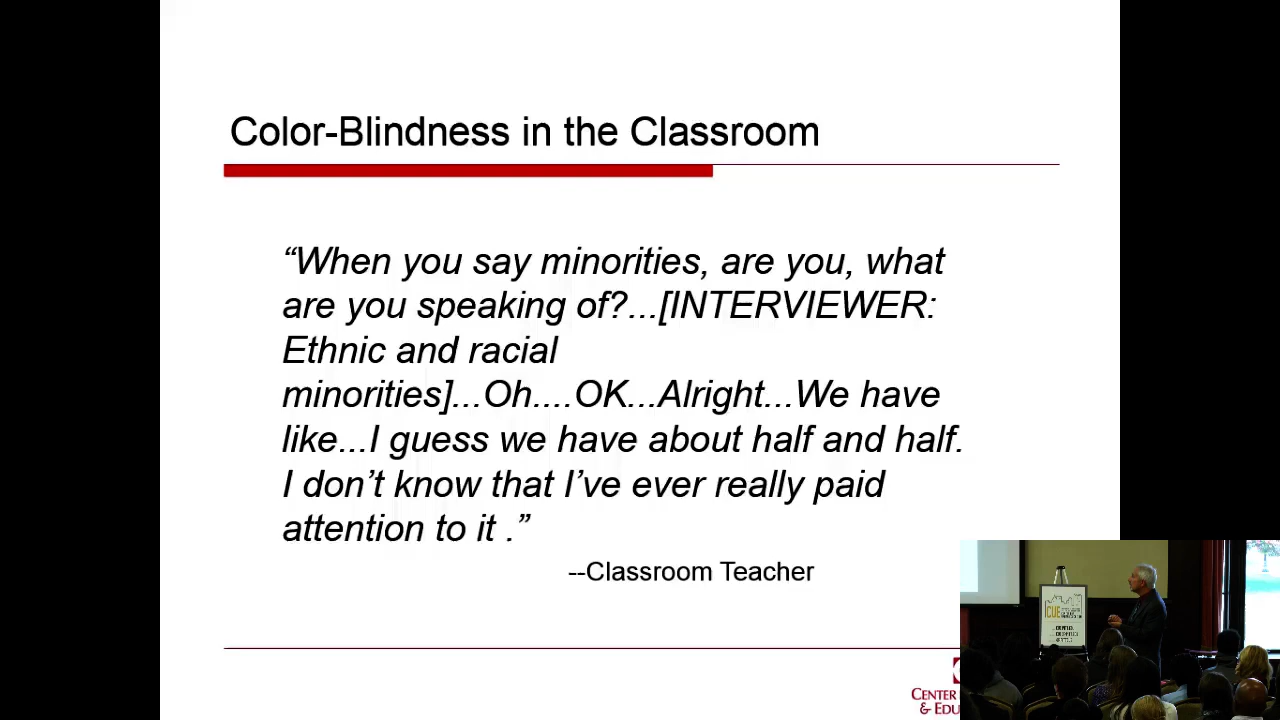 Color-Blindness in the Classroom
“When you say minorities, are you, what
are you speaking of?...[INTERVIEWER:
Ethnic and racial
minorities]...Oh....OK...Alright...We have
like...I guess we have about half and half.
I don’t know that I’ve ever really paid
attention to it .”
--Classroom Teacher
CENTER
& EDU
CUE